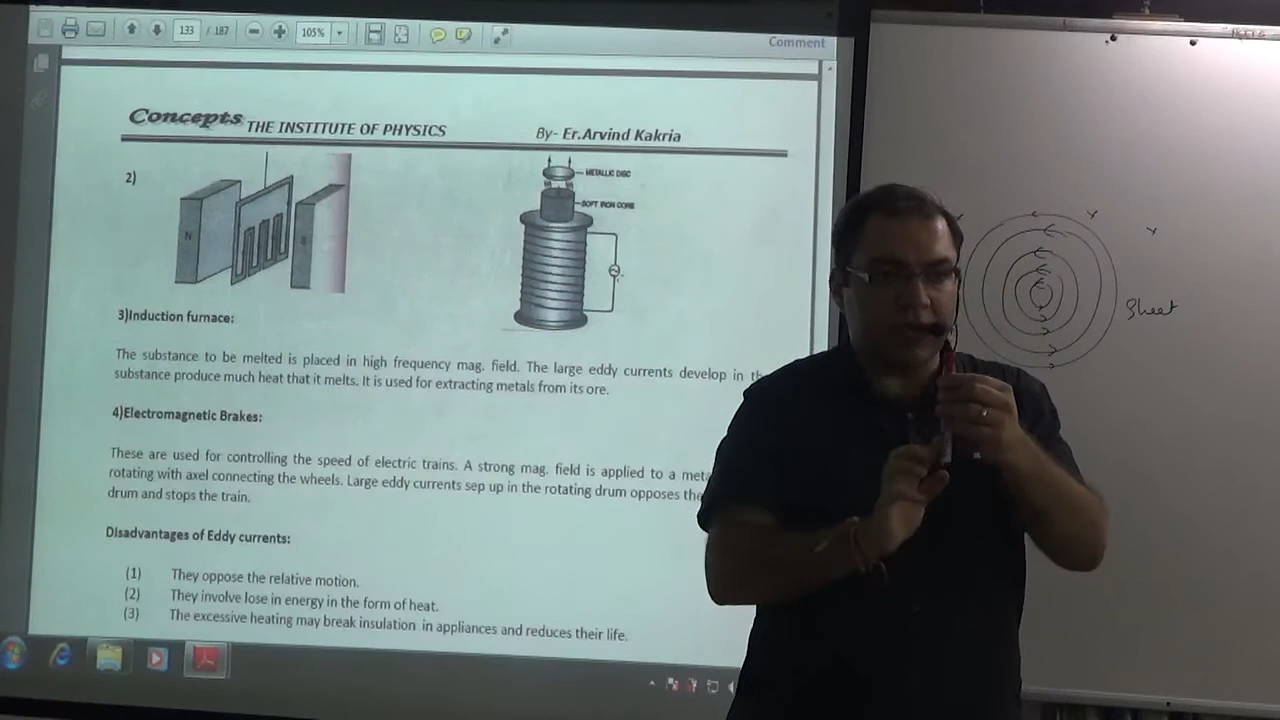 133 / 187
105%
Comment
Concepts THE INSTITUTE OF PHYSICS By- Er.Arvind Kakria
2)
METALLIC DISC
SOFT IRON CORE
N
S
3)Induction furnace:
The substance to be melted is placed in high frequency mag. field. The large eddy currents develop in
substance produce much heat that it melts. It is used for extracting metals from its ore.
4)Electromagnetic Brakes:
These are used for controlling the speed of electric trains. A strong mag. field is applied to a
rotating with axel connecting the wheels. Large eddy currents sep up in the rotating drum opposes
drum and stops the train.
Disadvantages of Eddy currents:
(1) They oppose the relative motion.
(2) They involve lose in energy in the form of heat.
(3) The excessive heating may break insulation in appliances and reduces their life.
Sheet